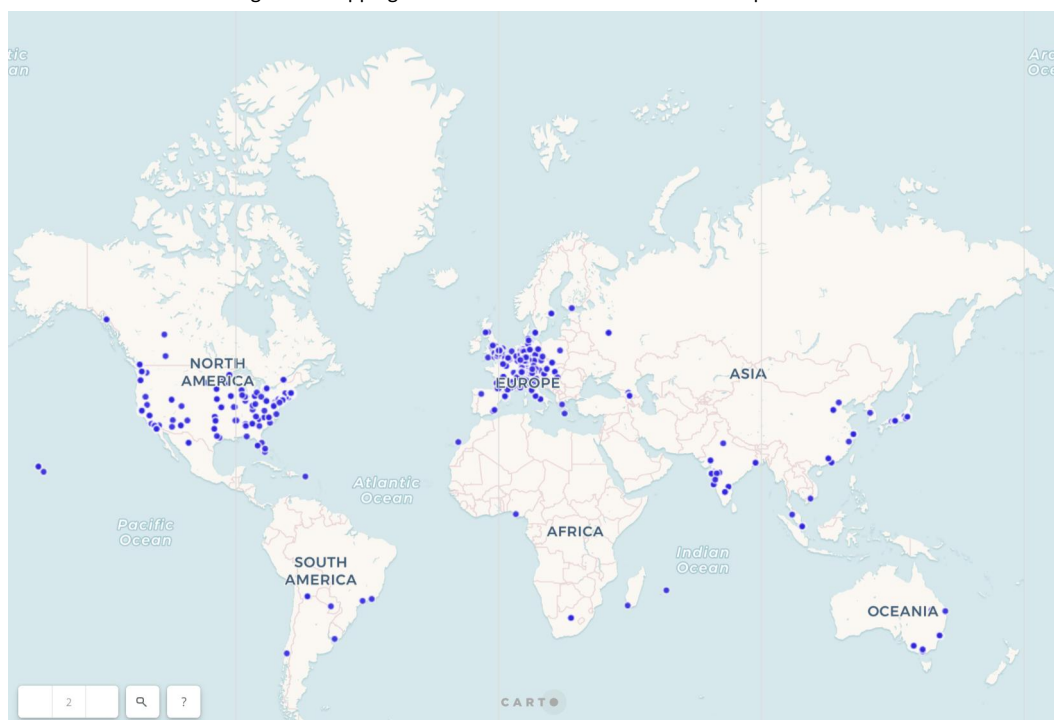 tic
an
Arc
Oce
NORTH
AMERICA
EUROPE
ASIA
Atlantic
Ocean
Pacific
Ocean
AFRICA
Indian
Ocean
SOUTH
AMERICA
OCEANIA
2
?
CARTO